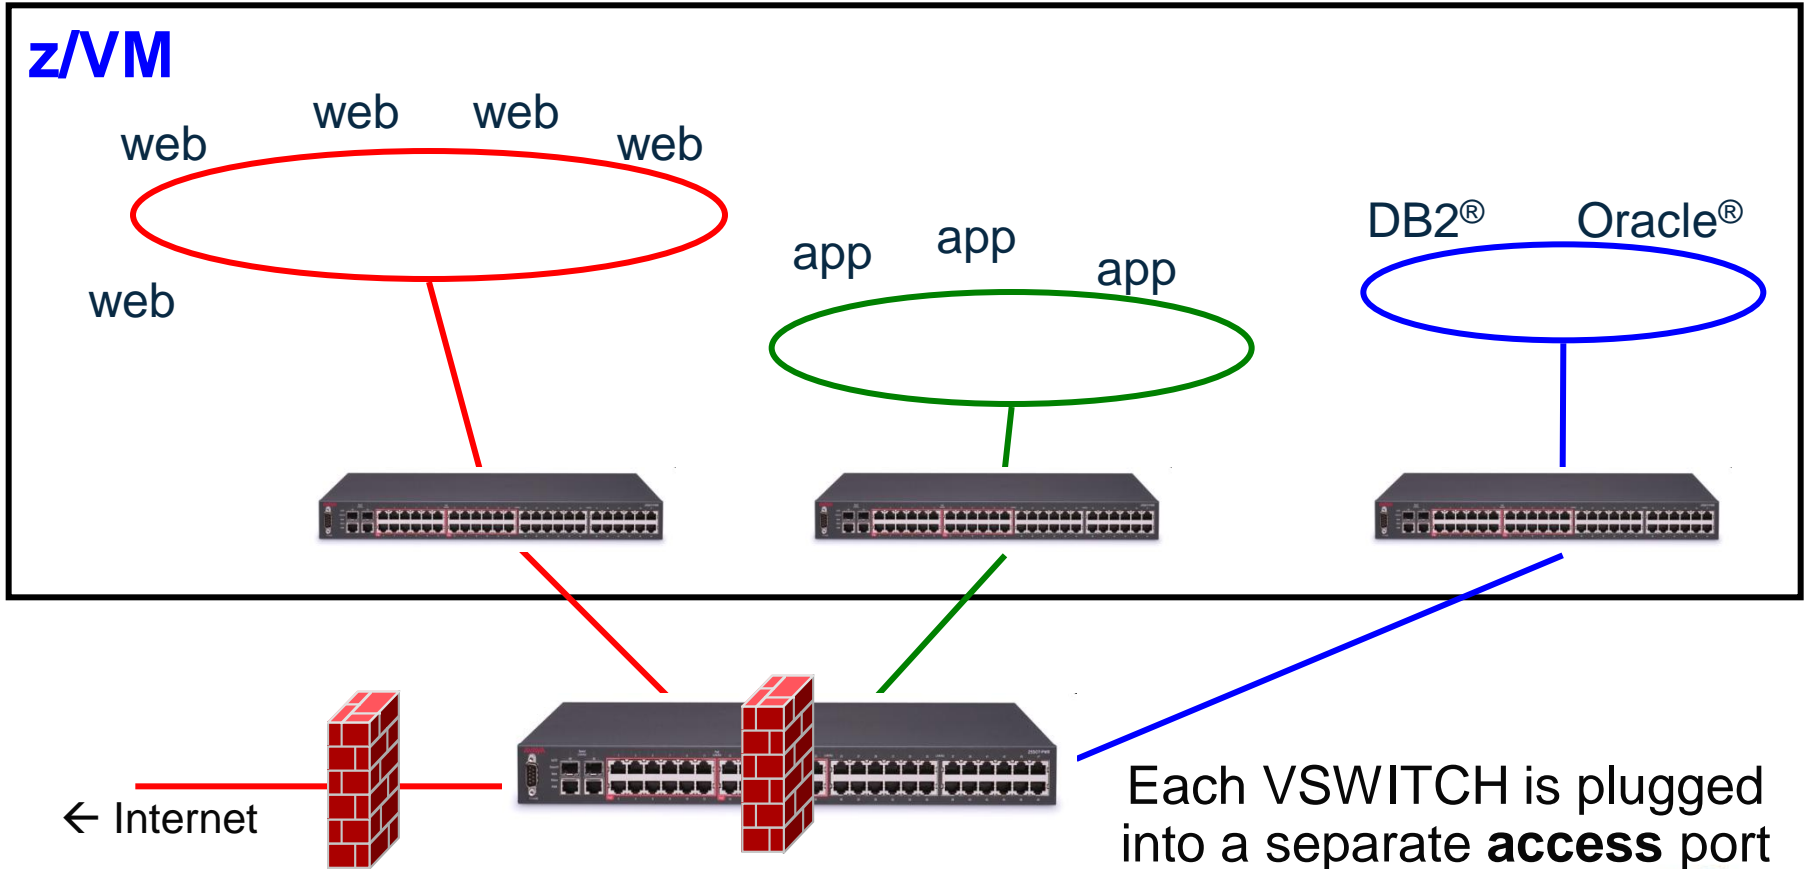 z/VM
web web
web web
web
app app app
DB2® Oracle®
← Internet
Each VSWITCH is plugged
into a separate access port